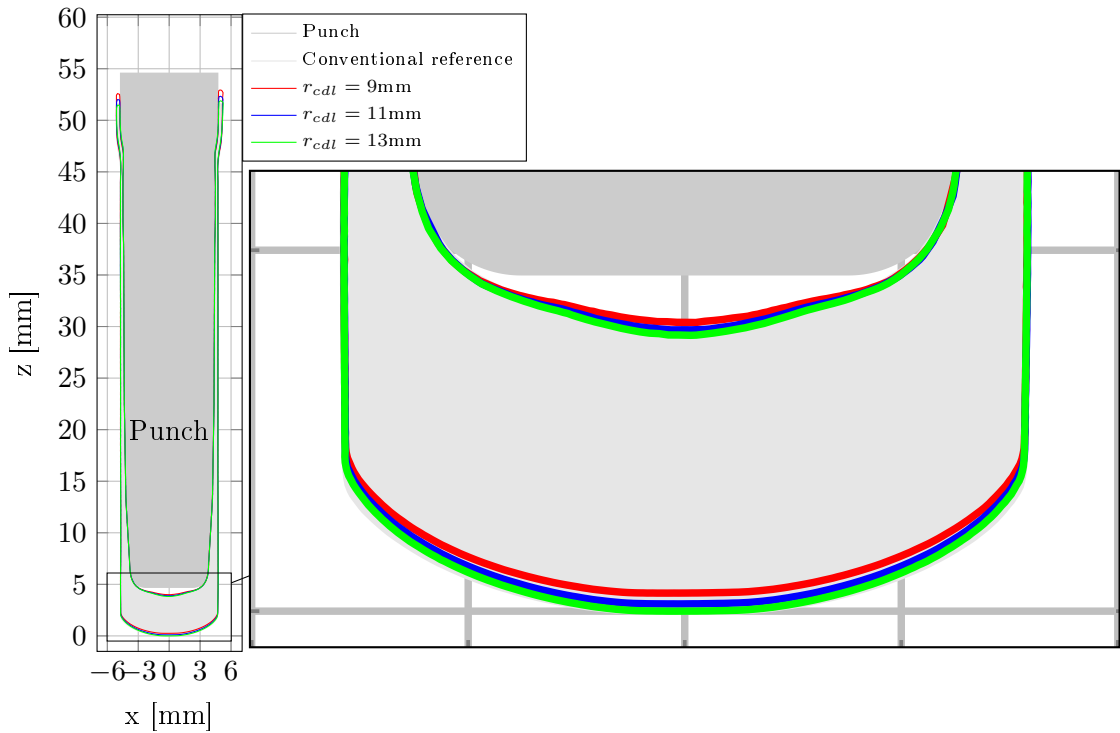 Punch
Conventional reference
r_cdl = 9mm
r_cdl = 11mm
r_cdl = 13mm
60
55
50
45
40
35
30
25
20
15
10
5
0
z [mm]
Punch
−6 −3 0 3 6
x [mm]